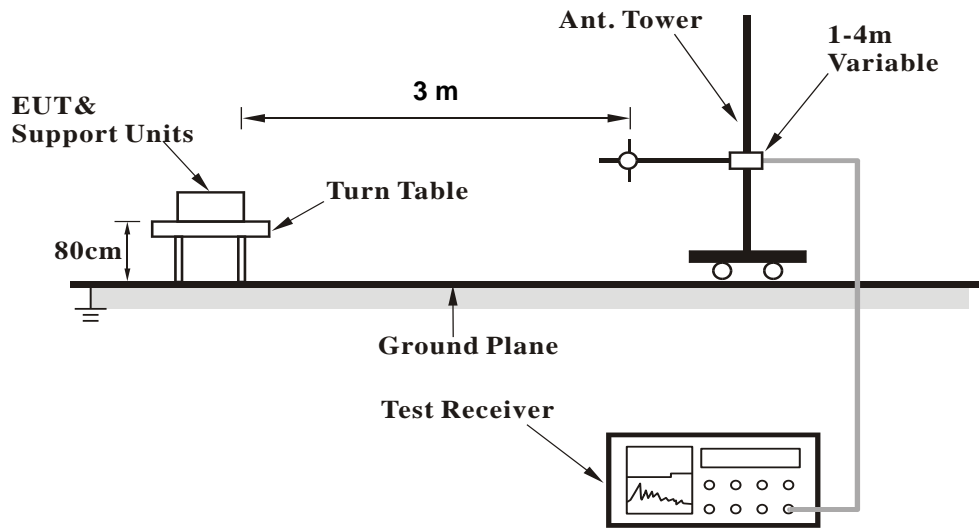 Ant. Tower
1-4m
Variable
3 m
EUT&
Support Units
Turn Table
80cm
Ground Plane
Test Receiver